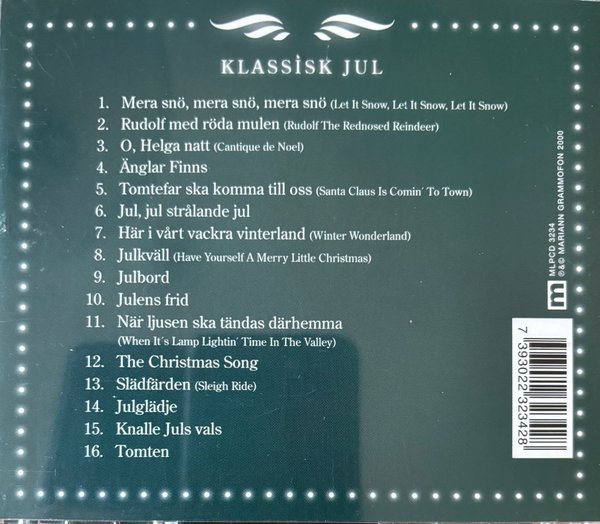 KLASSISK JUL
1. Mera snö, mera snö, mera snö (Let It Snow, Let It Snow, Let It Snow)
2. Rudolf med röda mulen (Rudolf The Rednosed Reindeer)
3. O, Helga natt (Cantique de Noel)
4. Änglar Finns
5. Tomtefar ska komma till oss (Santa Claus Is Comin´ To Town)
6. Jul, jul strålande jul
7. Här i vårt vackra vinterland (Winter Wonderland)
8. Julkväll (Have Yourself A Merry Little Christmas)
9. Julbord
10. Julens frid
11. När ljusen ska tändas därhemma
(When It´s Lamp Lightin´ Time In The Valley)
12. The Christmas Song
13. Slädfärden (Sleigh Ride)
14. Julglädje
15. Knalle Juls vals
16. Tomten
m
MLPCD 3234
℗&© MARIANN GRAMMOFON 2000
7 393022 323428